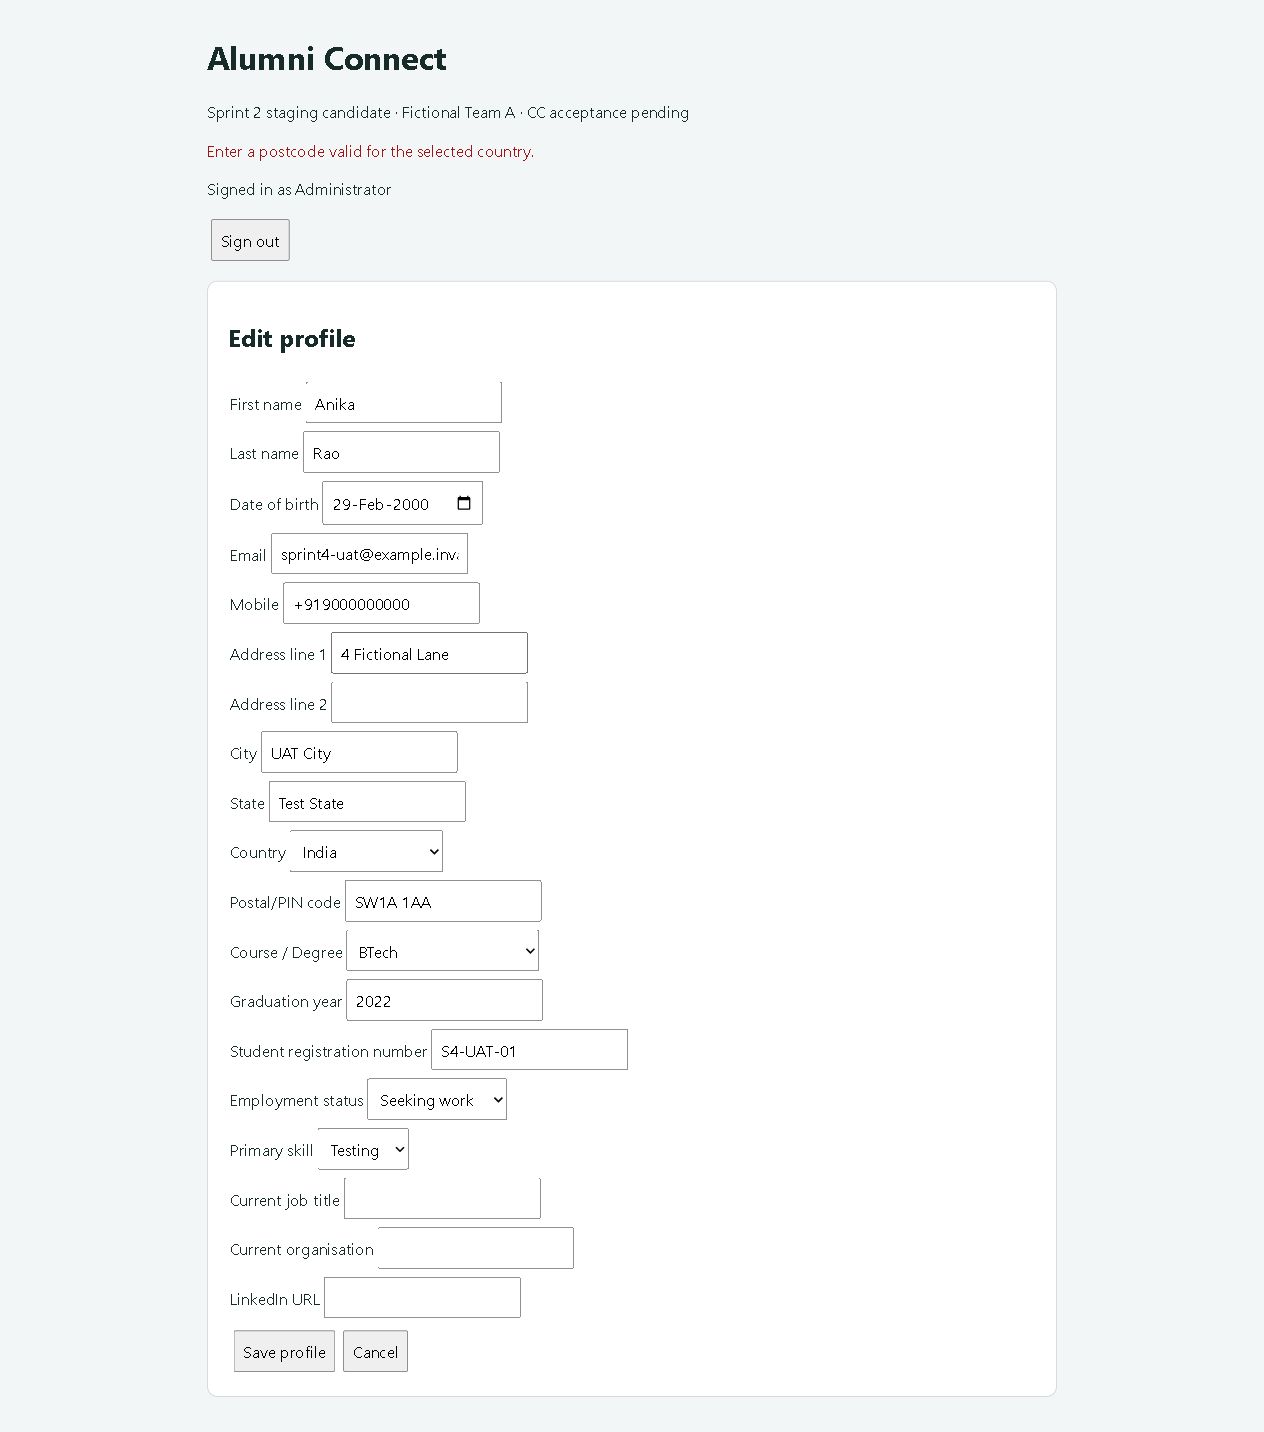 Alumni Connect
Sprint 2 staging candidate · Fictional Team A · CC acceptance pending
Enter a postcode valid for the selected country.
Signed in as Administrator
Sign out
Edit profile
First name Anika
Last name Rao
Date of birth 29-Feb-2000
Email sprint4-uat@example.inva
Mobile +919000000000
Address line 1 4 Fictional Lane
Address line 2
City UAT City
State Test State
Country India
Postal/PIN code SW1A 1AA
Course / Degree BTech
Graduation year 2022
Student registration number S4-UAT-01
Employment status Seeking work
Primary skill Testing
Current job title
Current organisation
LinkedIn URL
Save profile Cancel